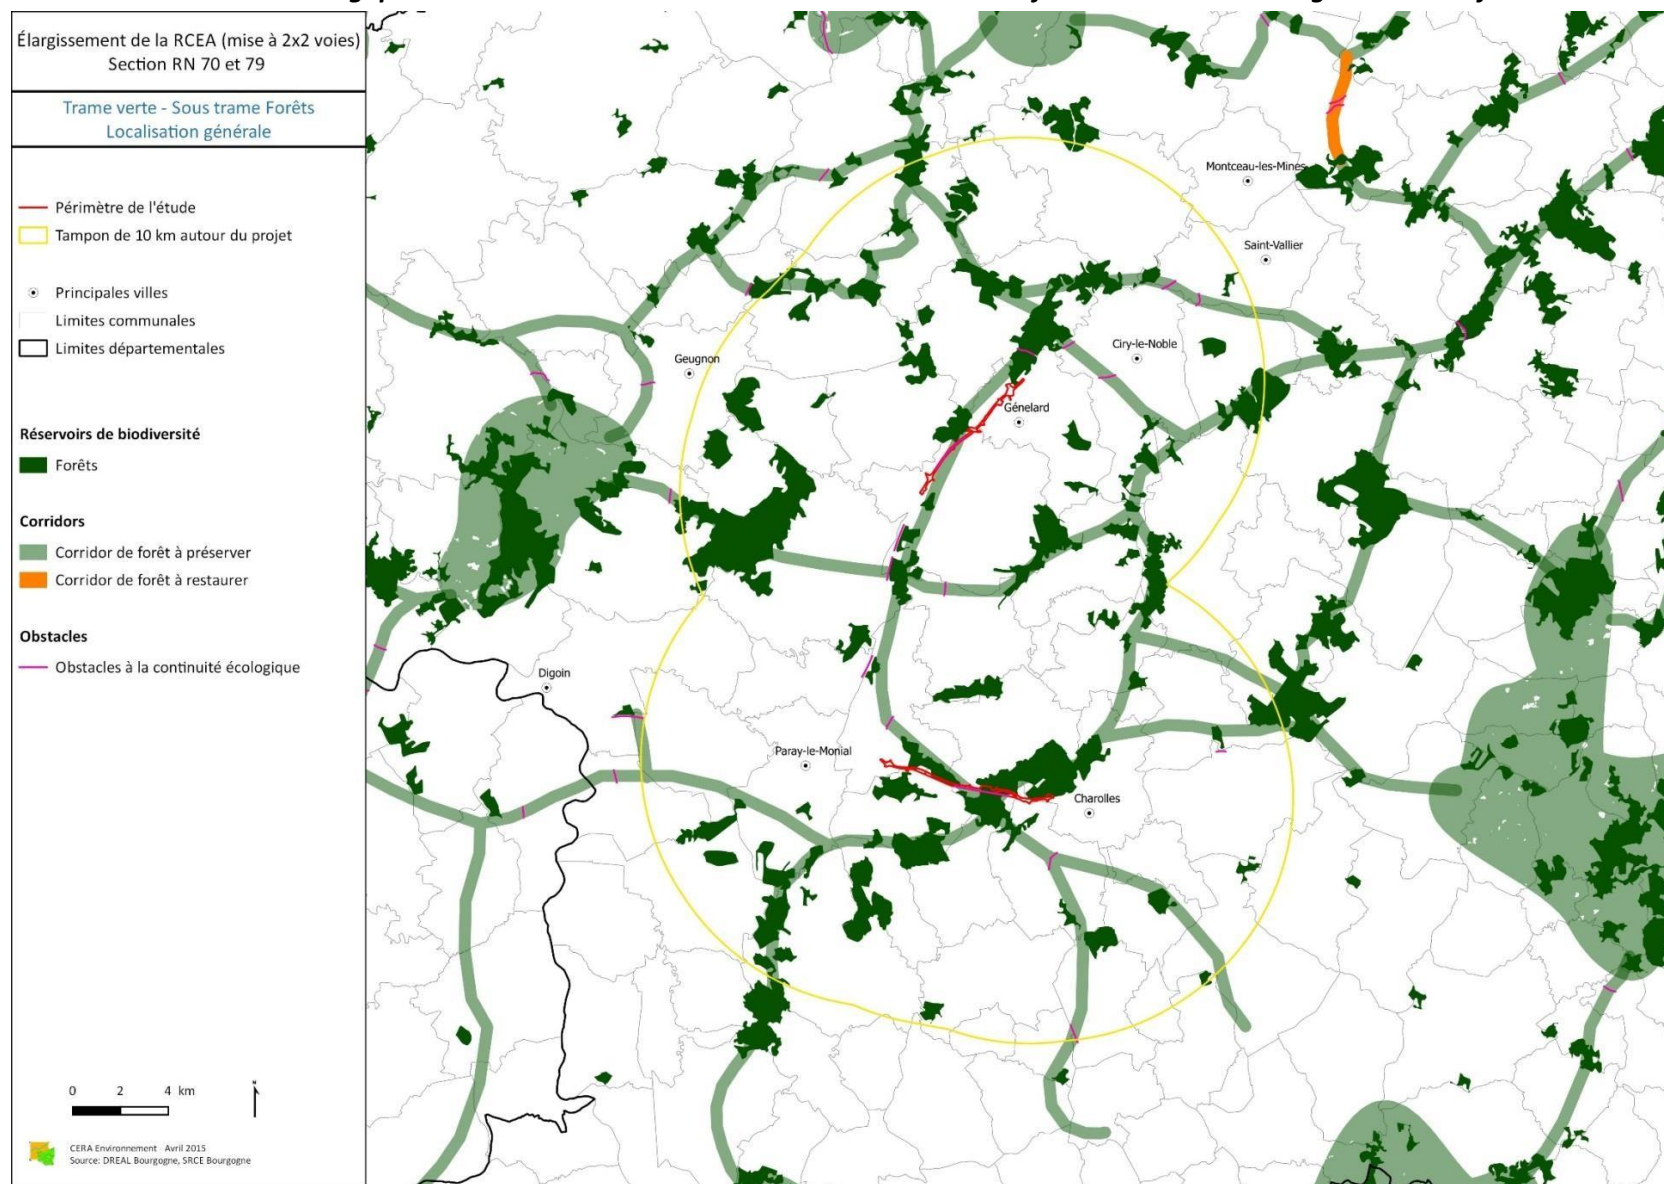 Élargissement de la RCEA (mise à 2x2 voies)
Section RN 70 et 79
Trame verte - Sous trame Forêts
Localisation générale
Périmètre de l'étude
Tampon de 10 km autour du projet
Principales villes
Limites communales
Limites départementales
Réservoirs de biodiversité
Forêts
Corridors
Corridor de forêt à préserver
Corridor de forêt à restaurer
Obstacles
Obstacles à la continuité écologique
0 2 4 km
N
CERA Environnement - Avril 2015
Source: DREAL Bourgogne, SRCE Bourgogne
Montceau-les-Mines
Saint-Vallier
Ciry-le-Noble
Geugnon
Génelard
Digoin
Paray-le-Monial
Charolles